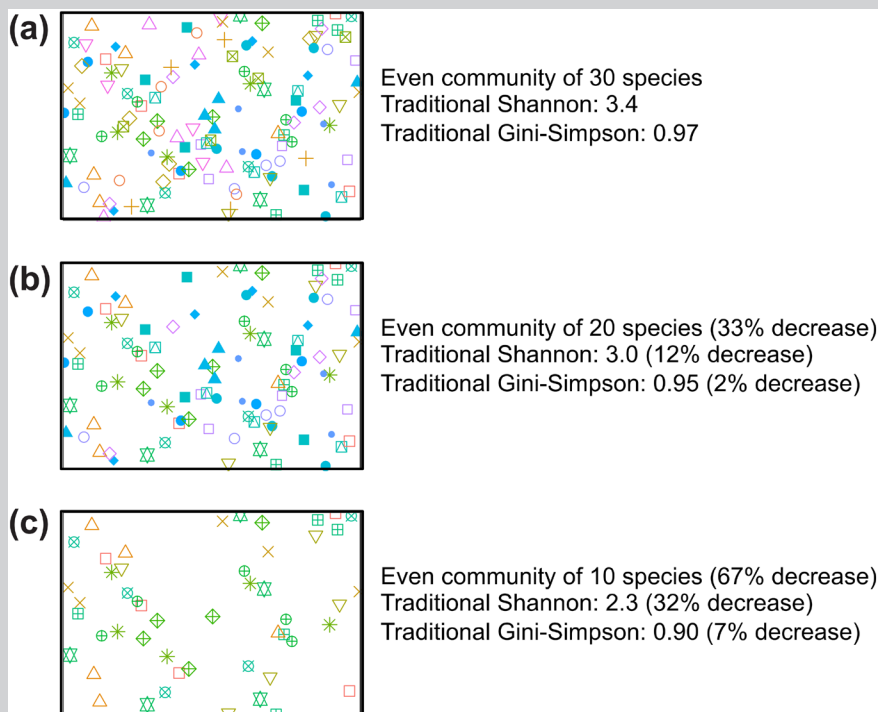 (a)
Even community of 30 species
Traditional Shannon: 3.4
Traditional Gini-Simpson: 0.97
(b)
Even community of 20 species (33% decrease)
Traditional Shannon: 3.0 (12% decrease)
Traditional Gini-Simpson: 0.95 (2% decrease)
(c)
Even community of 10 species (67% decrease)
Traditional Shannon: 2.3 (32% decrease)
Traditional Gini-Simpson: 0.90 (7% decrease)